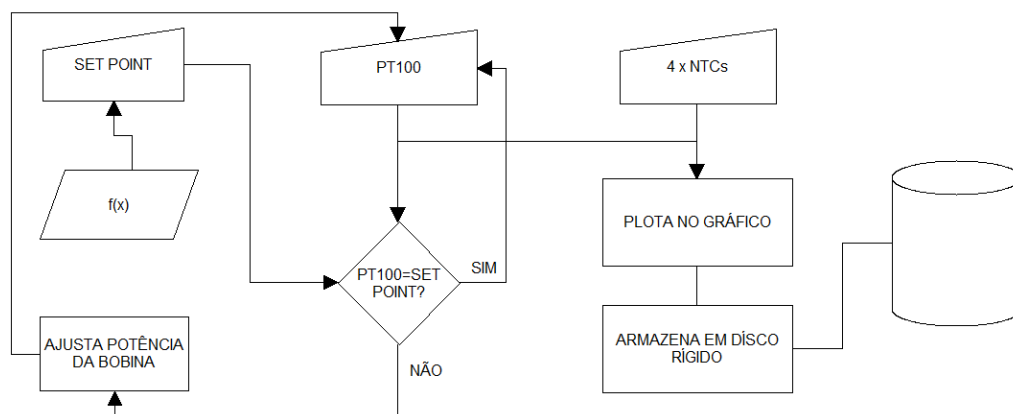 SET POINT
PT100
4 x NTCs
f(x)
PLOTA NO GRÁFICO
PT100=SET
POINT?
SIM
AJUSTA POTÊNCIA
DA BOBINA
NÃO
ARMAZENA EM DÍSCO
RÍGIDO